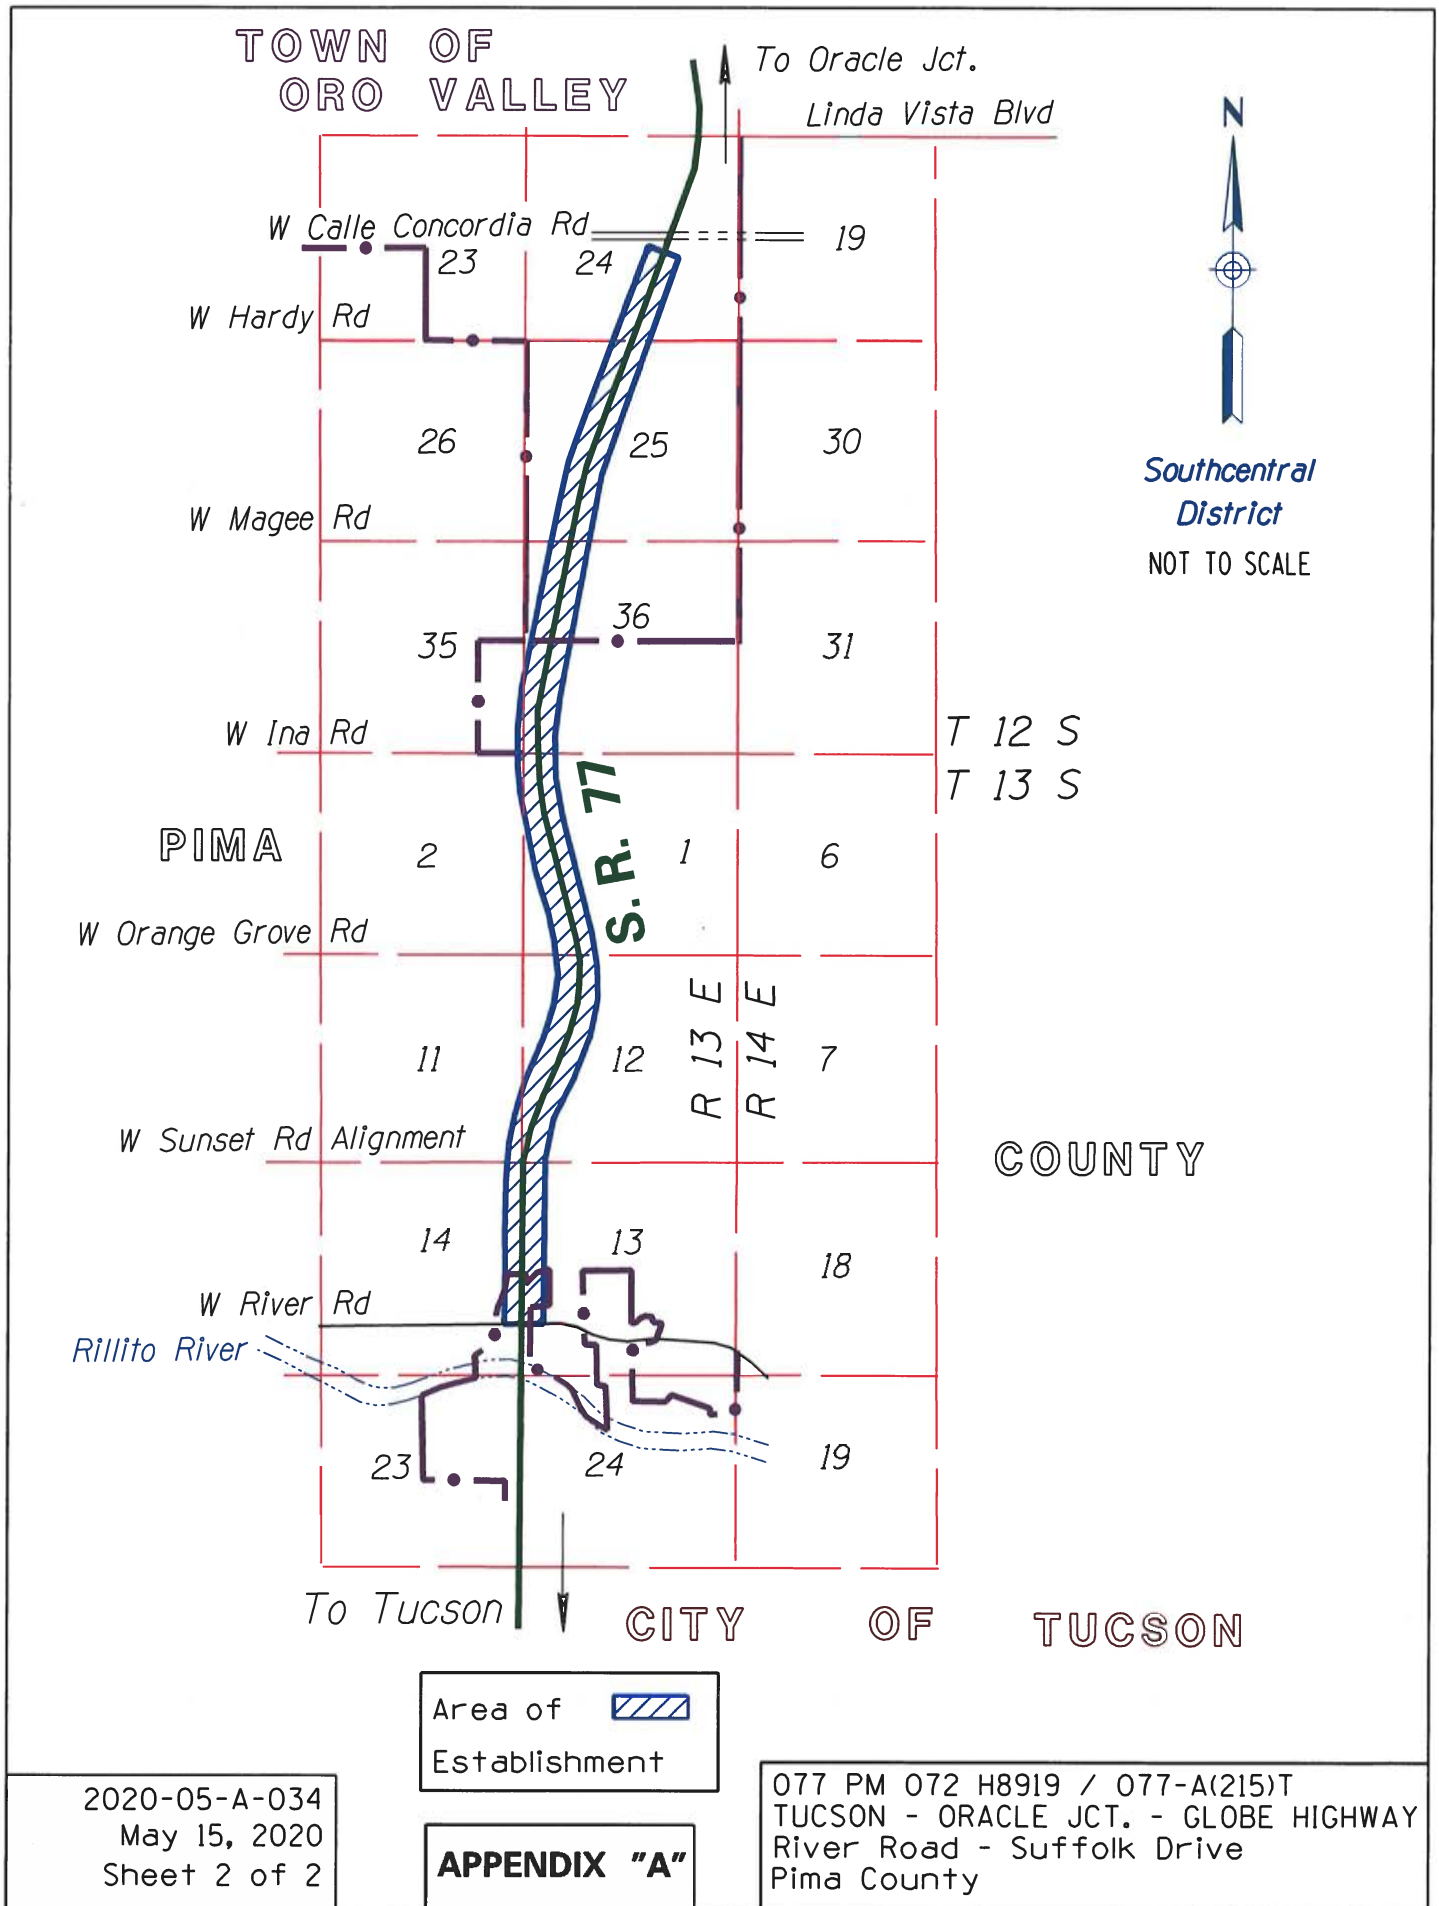 TOWN OF
ORO VALLEY
To Oracle Jct.
Linda Vista Blvd
N
W Calle Concordia Rd
23
24
19
W Hardy Rd
26
25
30
Southcentral
District
NOT TO SCALE
W Magee Rd
35
36
31
W Ina Rd
T 12 S
T 13 S
S. R. 77
PIMA
2
1
6
W Orange Grove Rd
R 13 E
R 14 E
11
12
7
W Sunset Rd Alignment
COUNTY
14
13
18
W River Rd
Rillito River
23
24
19
To Tucson
CITY OF TUCSON
Area of
Establishment
2020-05-A-034
May 15, 2020
Sheet 2 of 2
APPENDIX "A"
077 PM 072 H8919 / 077-A(215)T
TUCSON - ORACLE JCT. - GLOBE HIGHWAY
River Road - Suffolk Drive
Pima County